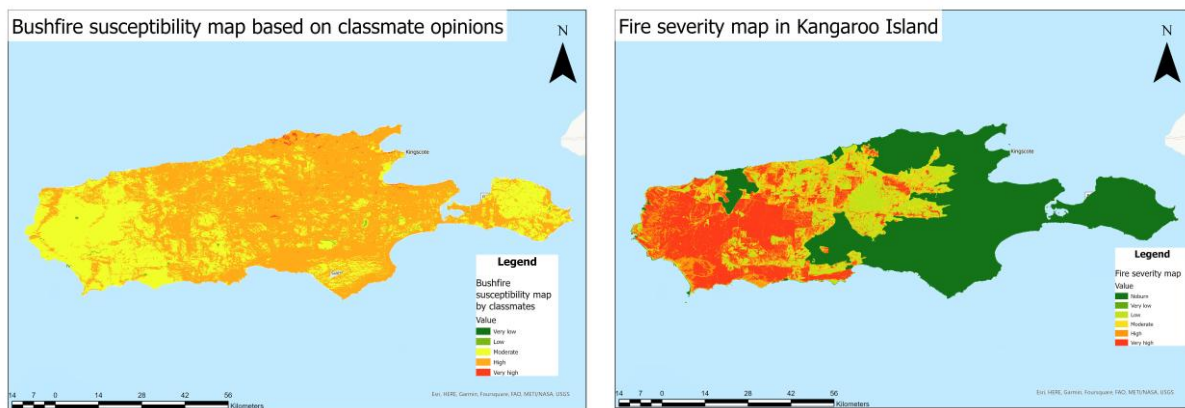 Bushfire susceptibility map based on classmate opinions
N
Kingscote
Legend
Bushfire
susceptibility map
by classmates
Value
Very low
Low
Moderate
High
Very high
14 7 0 14 28 42 56
Kilometers
Esri, HERE, Garmin, Foursquare, FAO, METI/NASA, USGS
Fire severity map in Kangaroo Island
N
Kingscote
Legend
Fire severity map
Value
Noburn
Very low
Low
Moderate
High
Very high
14 7 0 14 28 42 56
Kilometers
Esri, HERE, Garmin, Foursquare, FAO, METI/NASA, USGS